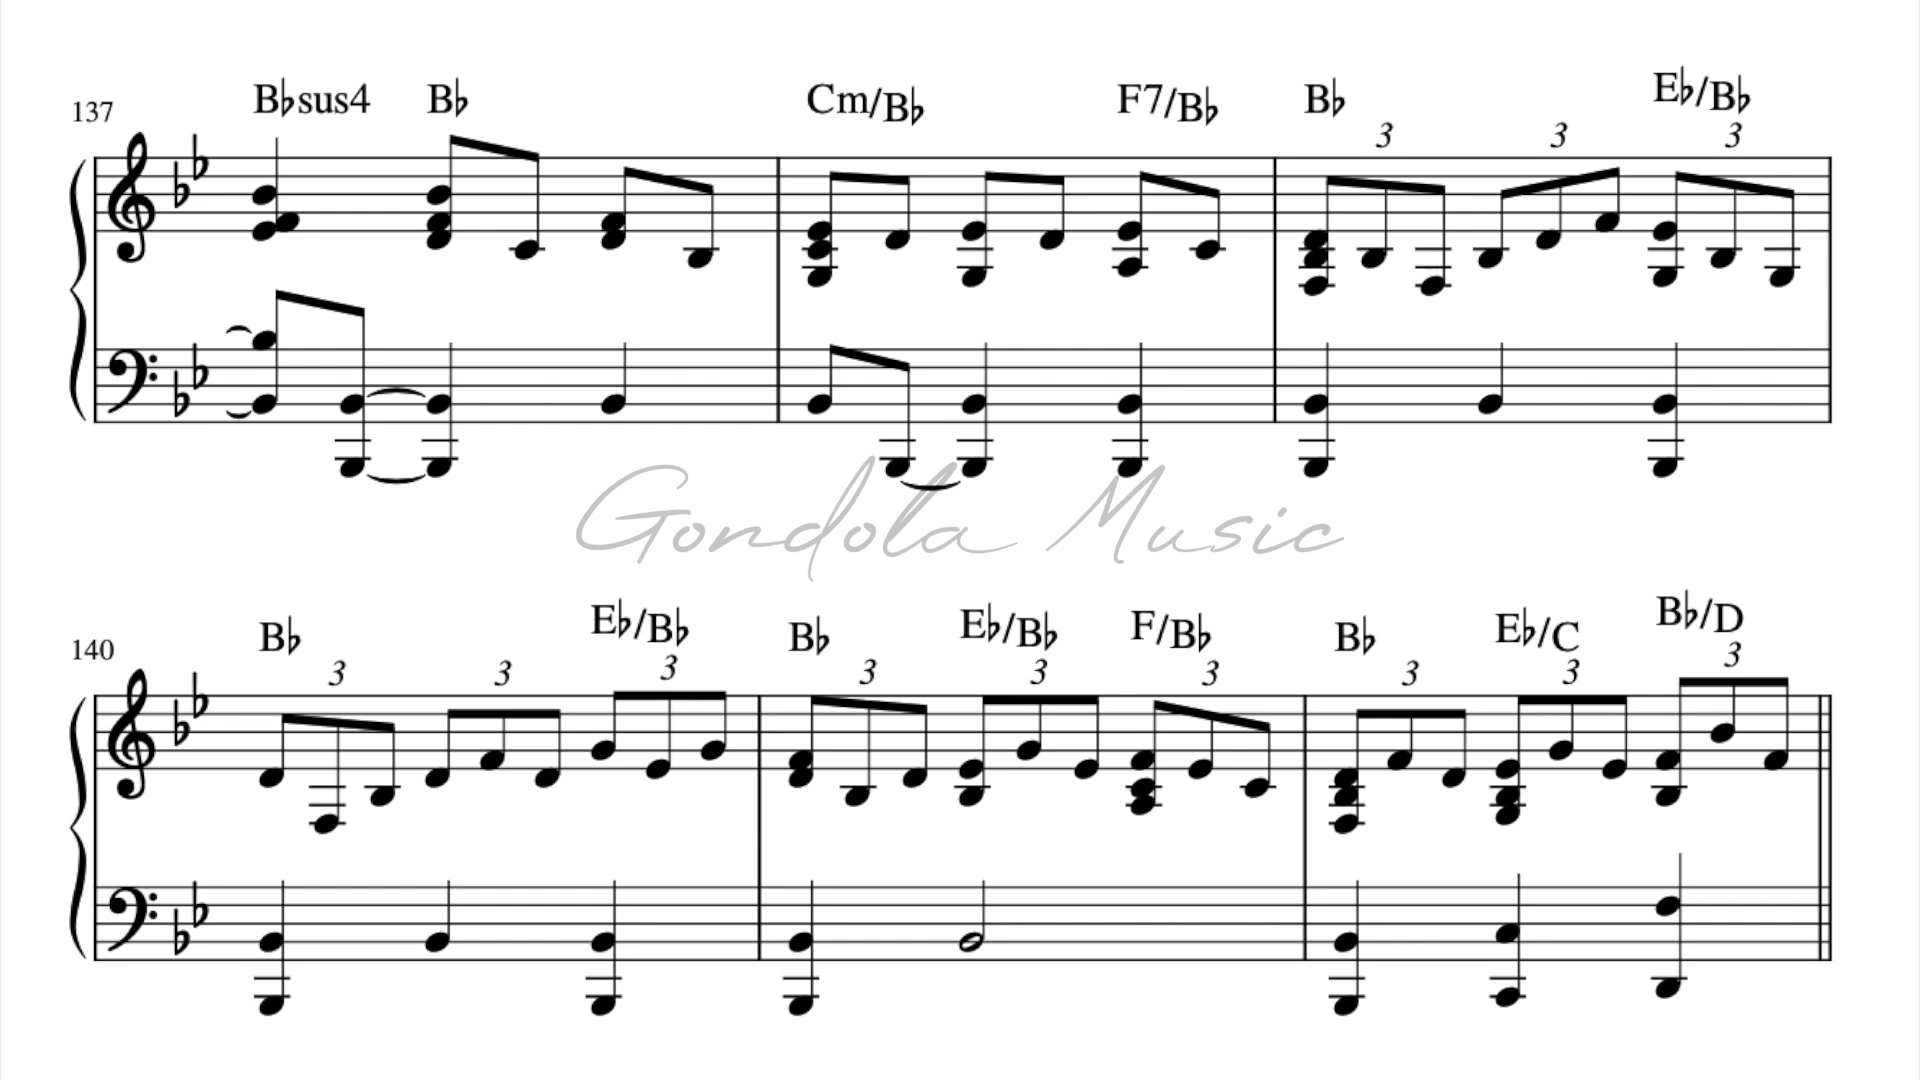 137 B♭sus4 B♭ Cm/B♭ F7/B♭ B♭ E♭/B♭
3 3 3
Gondola Music
140 B♭ E♭/B♭ B♭ E♭/B♭ F/B♭ B♭ E♭/C B♭/D
3 3 3 3 3 3 3 3 3